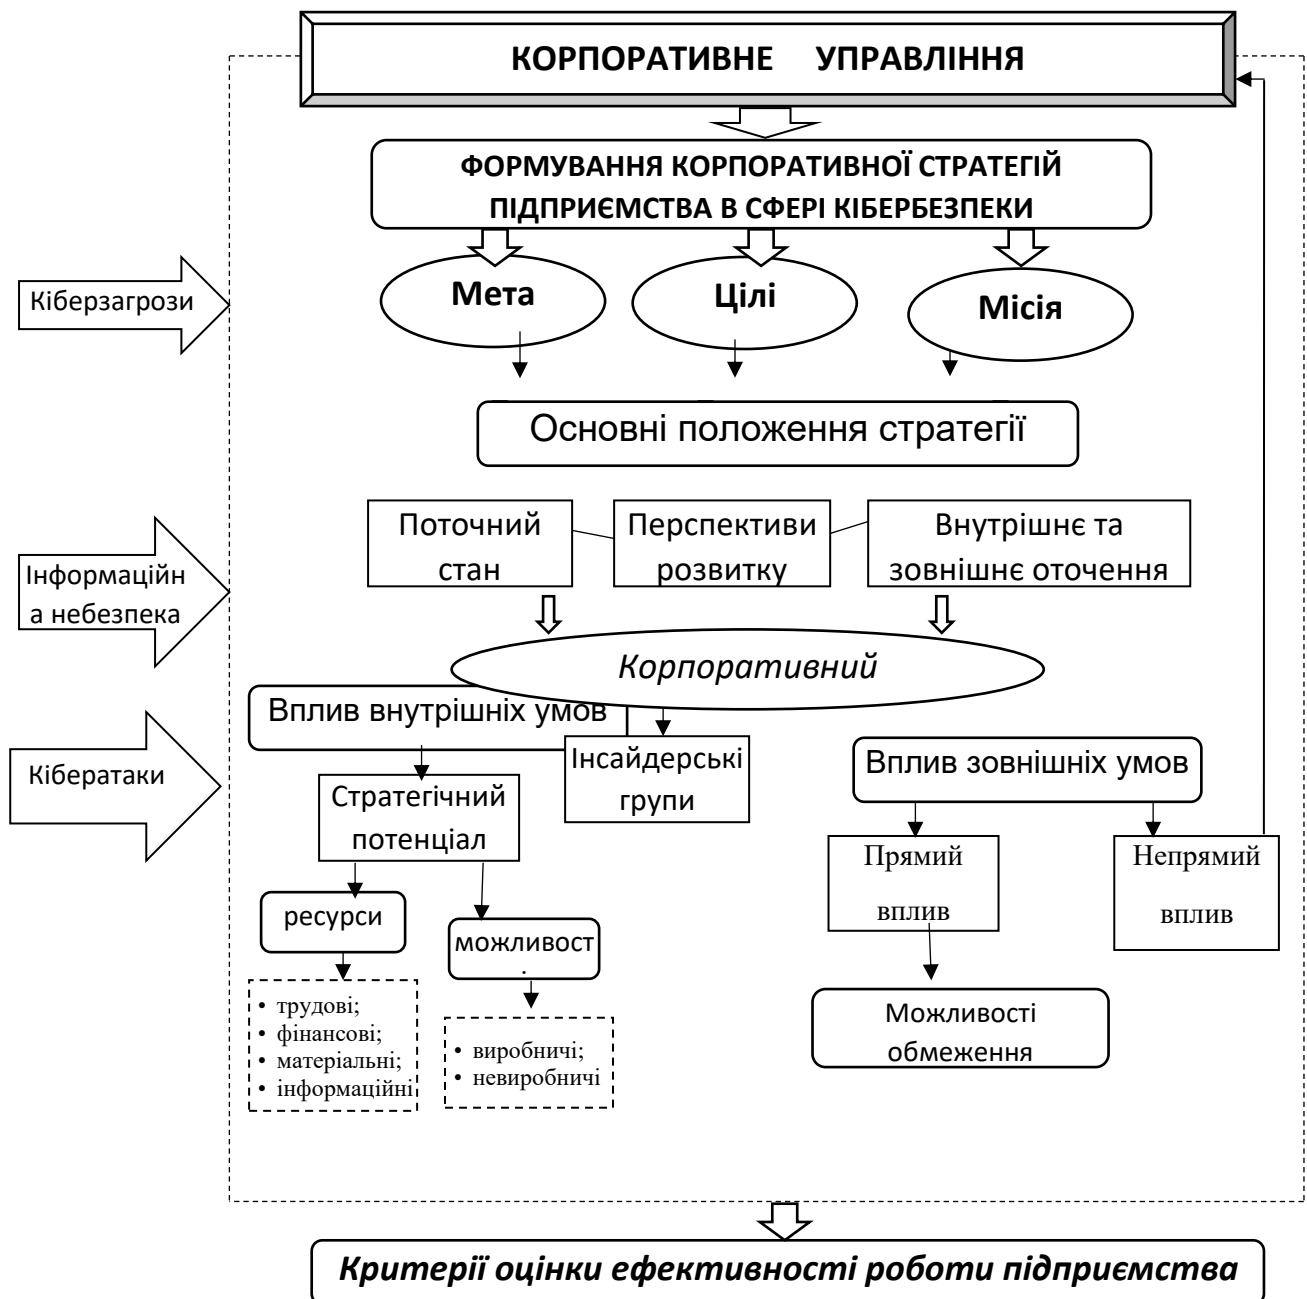 КОРПОРАТИВНЕ УПРАВЛІННЯ
ФОРМУВАННЯ КОРПОРАТИВНОЇ СТРАТЕГІЙ
ПІДПРИЄМСТВА В СФЕРІ КІБЕРБЕЗПЕКИ
Кіберзагрози
Мета
Цілі
Місія
Основні положення стратегії
Інформаційн
а небезпека
Поточний
стан
Перспективи
розвитку
Внутрішнє та
зовнішнє оточення
Корпоративний
Кібератаки
Вплив внутрішніх умов
Інсайдерські
групи
Вплив зовнішніх умов
Стратегічний
потенціал
Прямий
вплив
Непрямий
вплив
ресурси
можливост
• трудові;
• фінансові;
• матеріальні;
• інформаційні
• виробничі;
• невиробничі
Можливості
обмеження
Критерії оцінки ефективності роботи підприємства